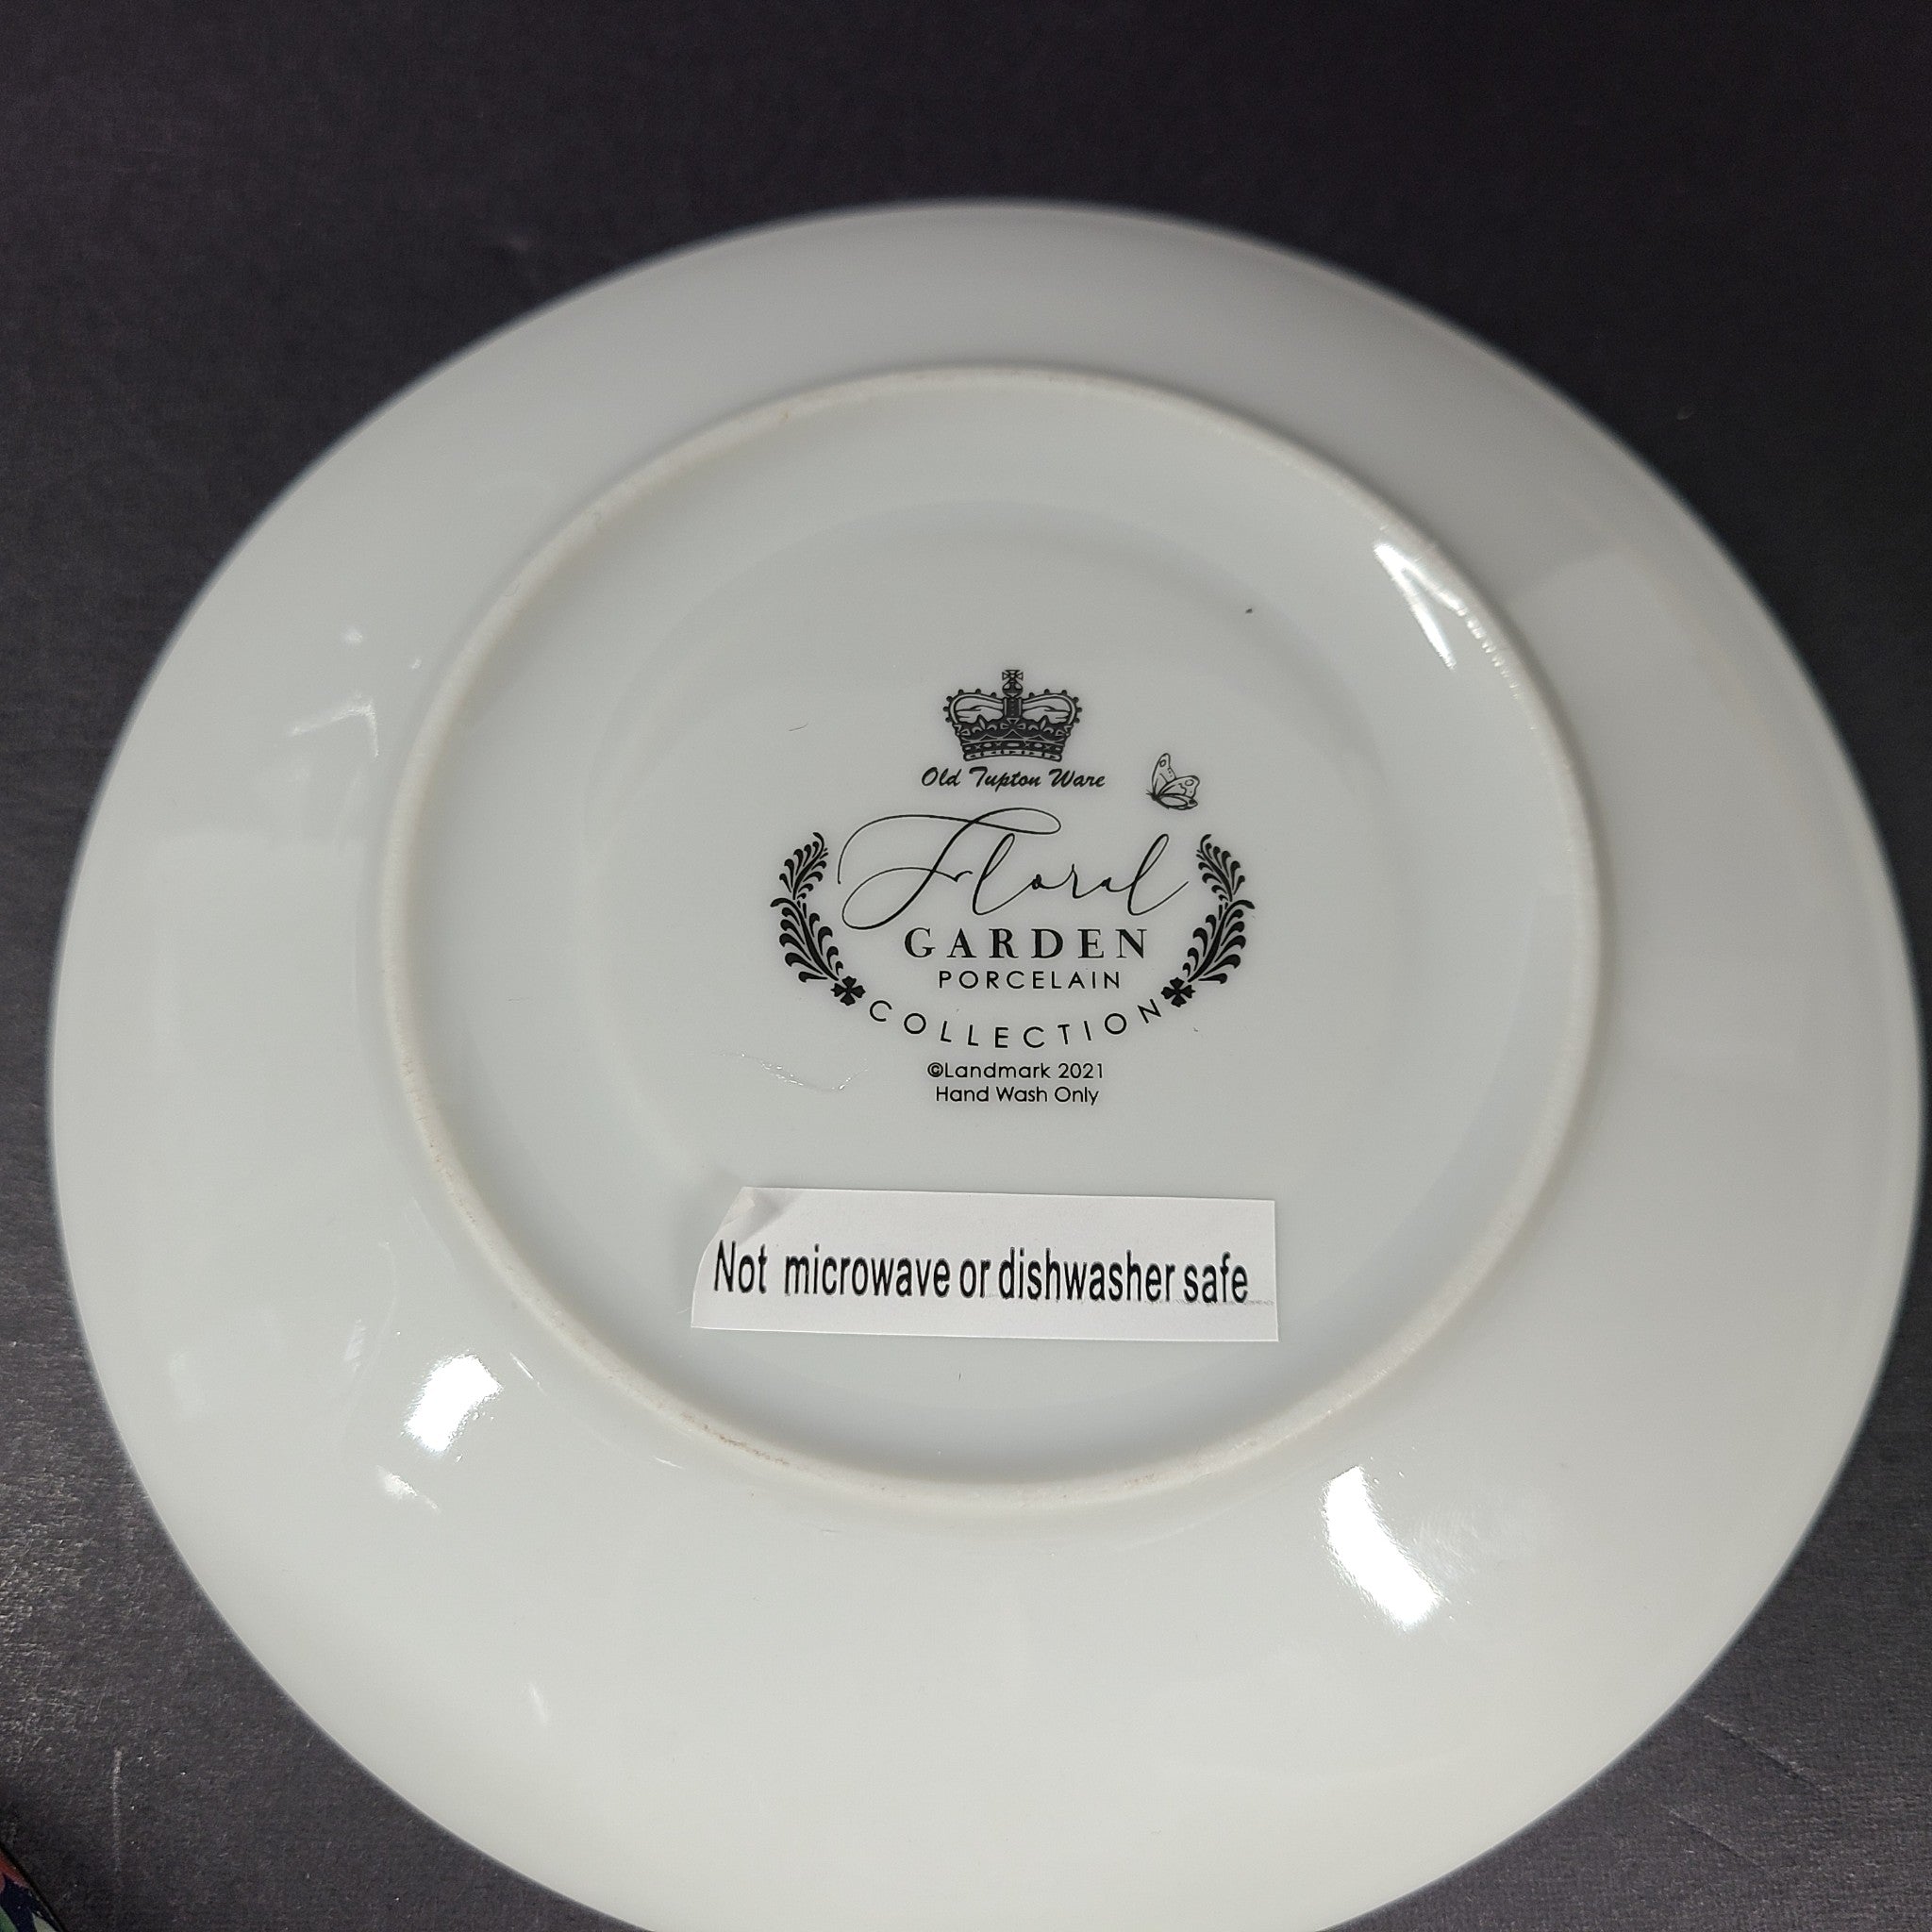 Old Tupton Ware
Floral
GARDEN
PORCELAIN
COLLECTION
©Landmark 2021
Hand Wash Only
Not microwave or dishwasher safe